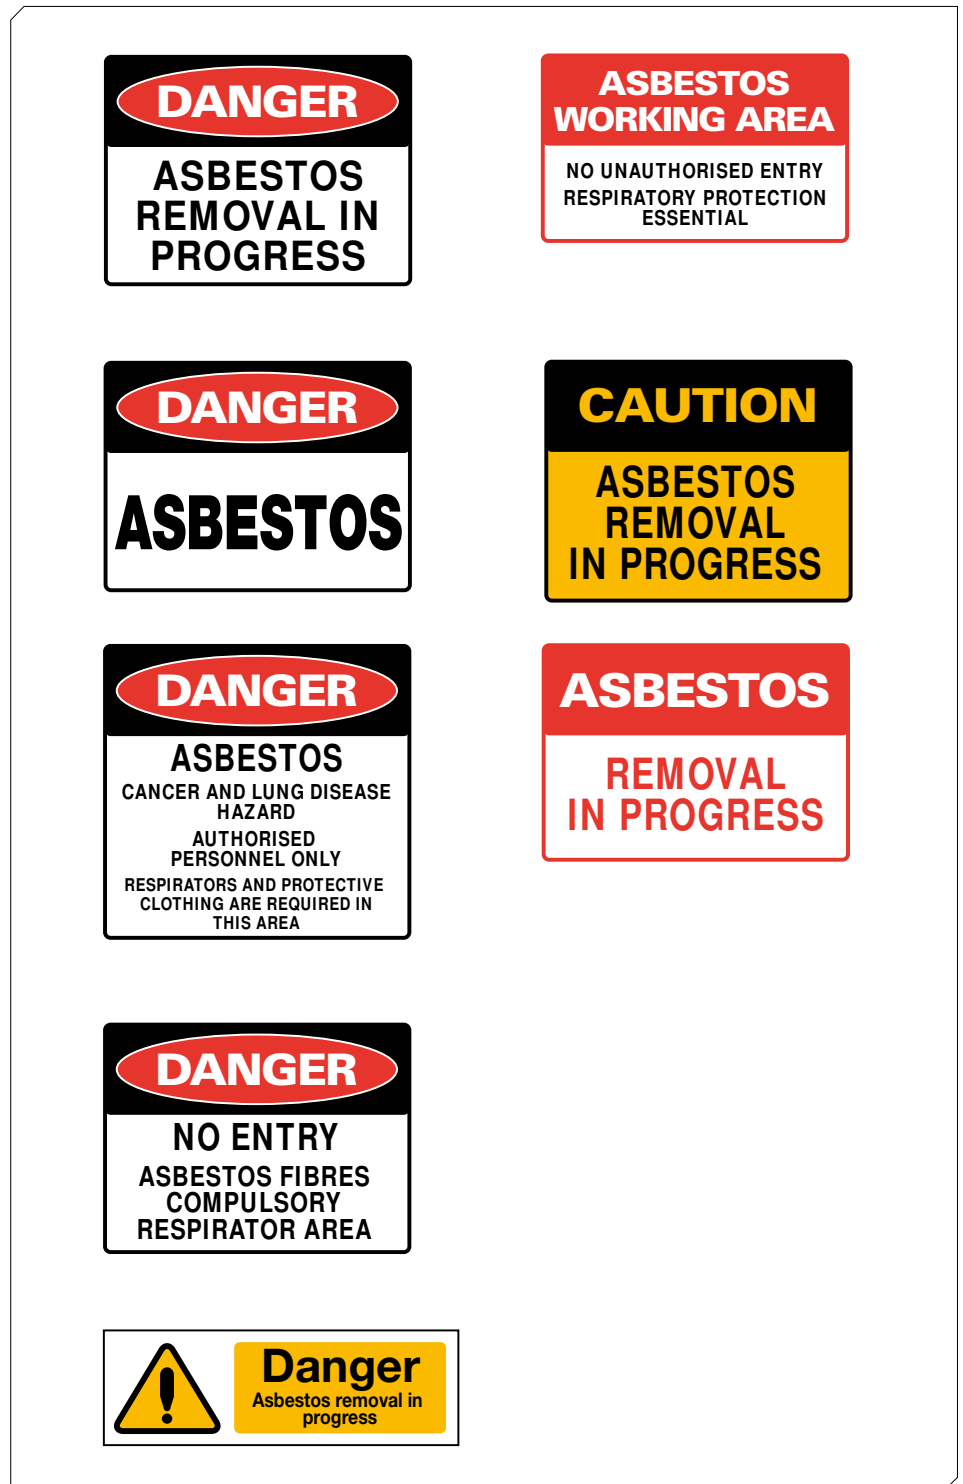 DANGER
ASBESTOS
REMOVAL IN
PROGRESS
ASBESTOS
WORKING AREA
NO UNAUTHORISED ENTRY
RESPIRATORY PROTECTION
ESSENTIAL
DANGER
ASBESTOS
CAUTION
ASBESTOS
REMOVAL
IN PROGRESS
DANGER
ASBESTOS
CANCER AND LUNG DISEASE
HAZARD
AUTHORISED
PERSONNEL ONLY
RESPIRATORS AND PROTECTIVE
CLOTHING ARE REQUIRED IN
THIS AREA
ASBESTOS
REMOVAL
IN PROGRESS
DANGER
NO ENTRY
ASBESTOS FIBRES
COMPULSORY
RESPIRATOR AREA
Danger
Asbestos removal in
progress